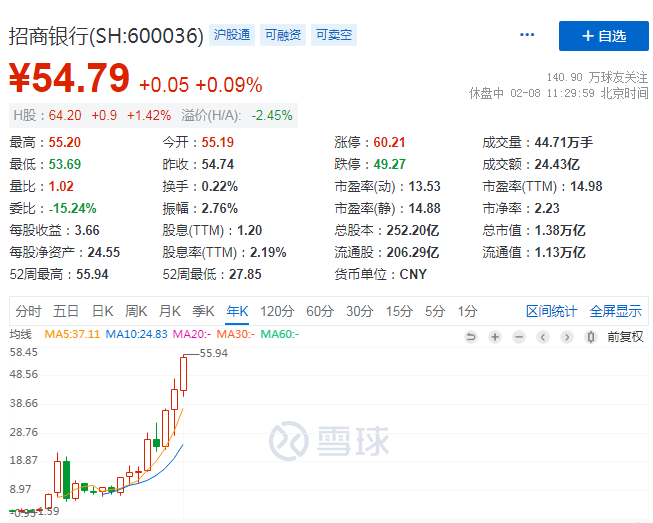 招商银行(SH:600036) 沪股通 可融资 可卖空 ··· + 自选
¥54.79 +0.05 +0.09%
140.90 万球友关注
休盘中 02-08 11:29:59 北京时间
H股: 64.20 +0.9 +1.42% 溢价(H/A): -2.45%
最高:55.20 今开:55.19 涨停:60.21 成交量:44.71万手
最低:53.69 昨收:54.74 跌停:49.27 成交额:24.43亿
量比:1.02 换手:0.22% 市盈率(动):13.53 市盈率(TTM):14.98
委比:-15.24% 振幅:2.76% 市盈率(静):14.88 市净率:2.23
每股收益:3.66 股息(TTM):1.20 总股本:252.20亿 总市值:1.38万亿
每股净资产:24.55 股息率(TTM):2.19% 流通股:206.29亿 流通值:1.13万亿
52周最高:55.94 52周最低:27.85 货币单位:CNY
分时 五日 日K 周K 月K 季K 年K 120分 60分 30分 15分 5分 1分 区间统计 全屏显示
均线 MA5:37.11 MA10:24.83 MA20:- MA30:- MA60:- 前复权
58.45
55.94
48.56
38.66
28.76
雪球
18.87
8.97
-0.93
-1.59